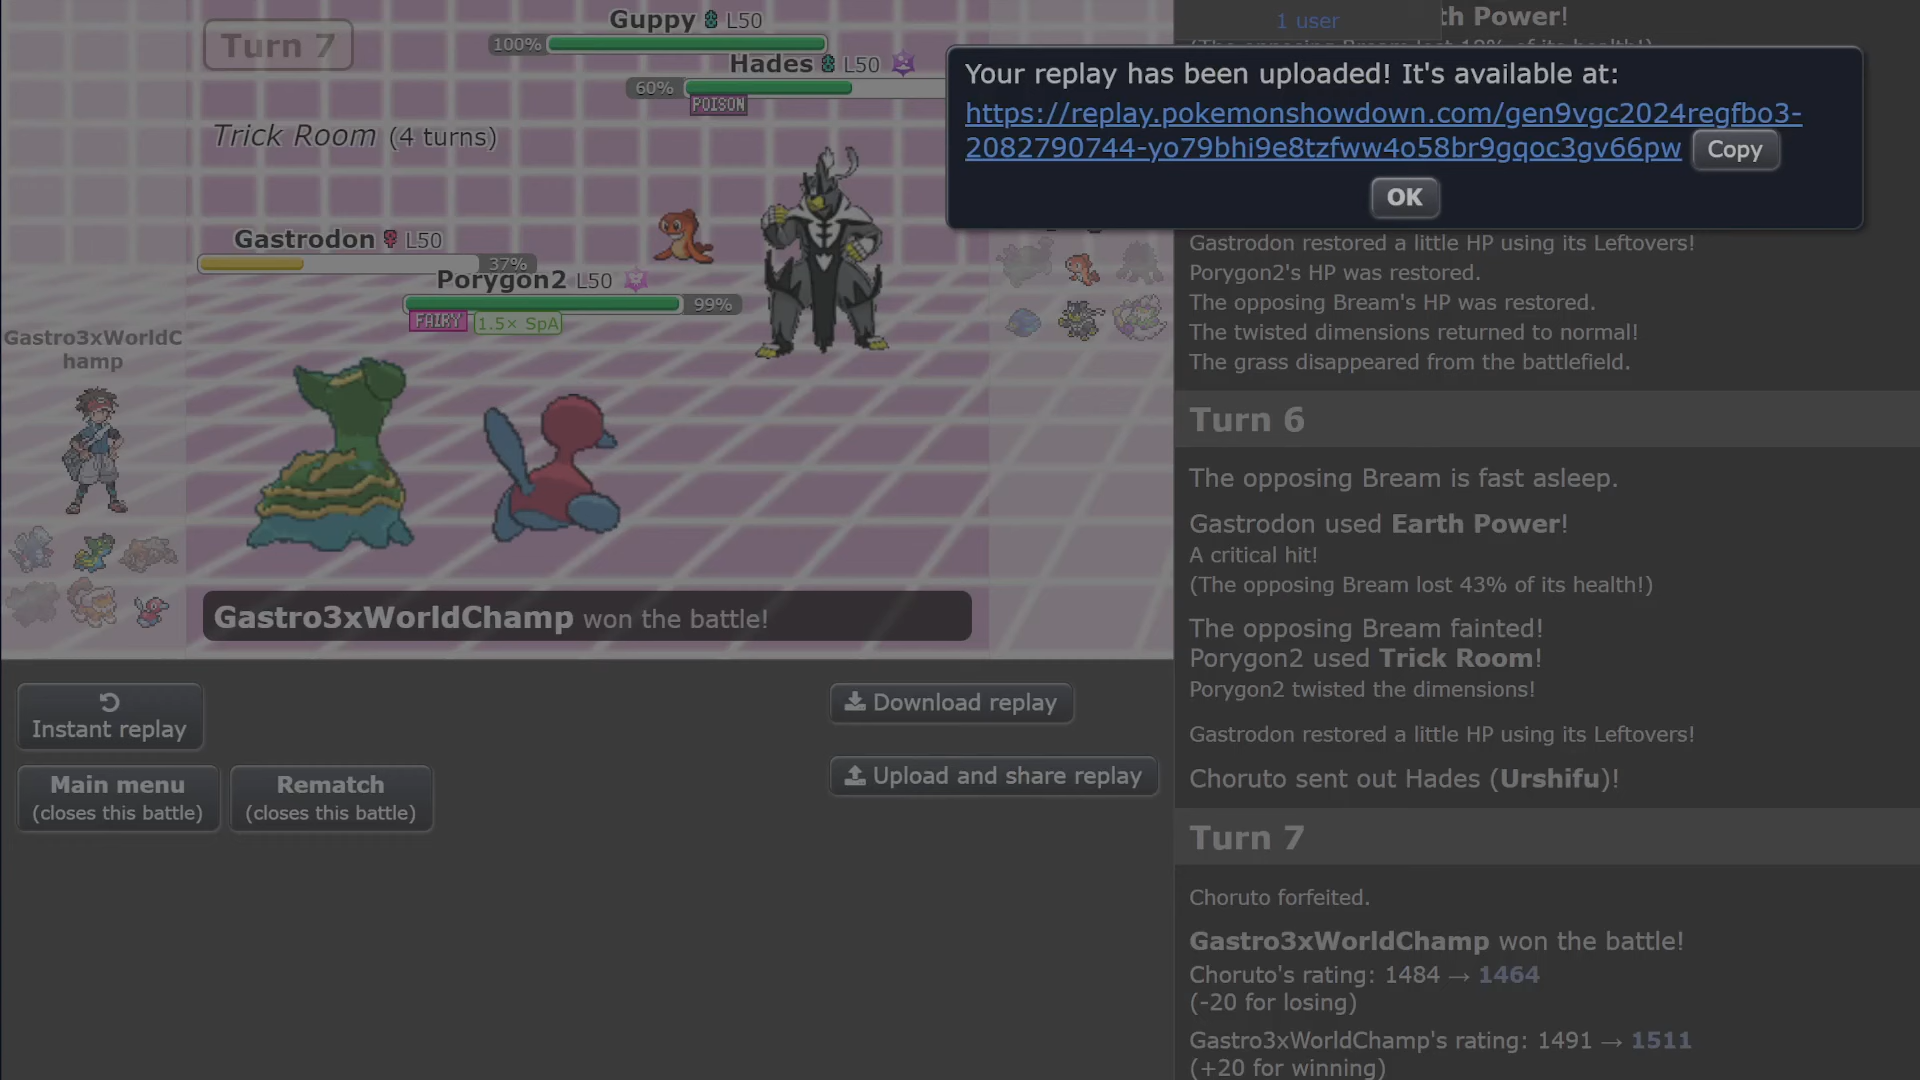 Turn 7
Guppy L50
100%
Hades L50
60%
POISON
Trick Room (4 turns)
Gastrodon L50
37%
Porygon2 L50
99%
FAIRY 1.5× SpA
Gastro3xWorldC
hamp
Gastro3xWorldChamp won the battle!
Instant replay
Main menu
(closes this battle)
Rematch
(closes this battle)
Download replay
Upload and share replay
1 user
th Power!
Your replay has been uploaded! It's available at:
https://replay.pokemonshowdown.com/gen9vgc2024regfbo3-
2082790744-yo79bhi9e8tzfww4o58br9gqoc3gv66pw Copy
OK
Gastrodon restored a little HP using its Leftovers!
Porygon2's HP was restored.
The opposing Bream's HP was restored.
The twisted dimensions returned to normal!
The grass disappeared from the battlefield.
Turn 6
The opposing Bream is fast asleep.
Gastrodon used Earth Power!
A critical hit!
(The opposing Bream lost 43% of its health!)
The opposing Bream fainted!
Porygon2 used Trick Room!
Porygon2 twisted the dimensions!
Gastrodon restored a little HP using its Leftovers!
Choruto sent out Hades (Urshifu)!
Turn 7
Choruto forfeited.
Gastro3xWorldChamp won the battle!
Choruto's rating: 1484 → 1464
(-20 for losing)
Gastro3xWorldChamp's rating: 1491 → 1511
(+20 for winning)